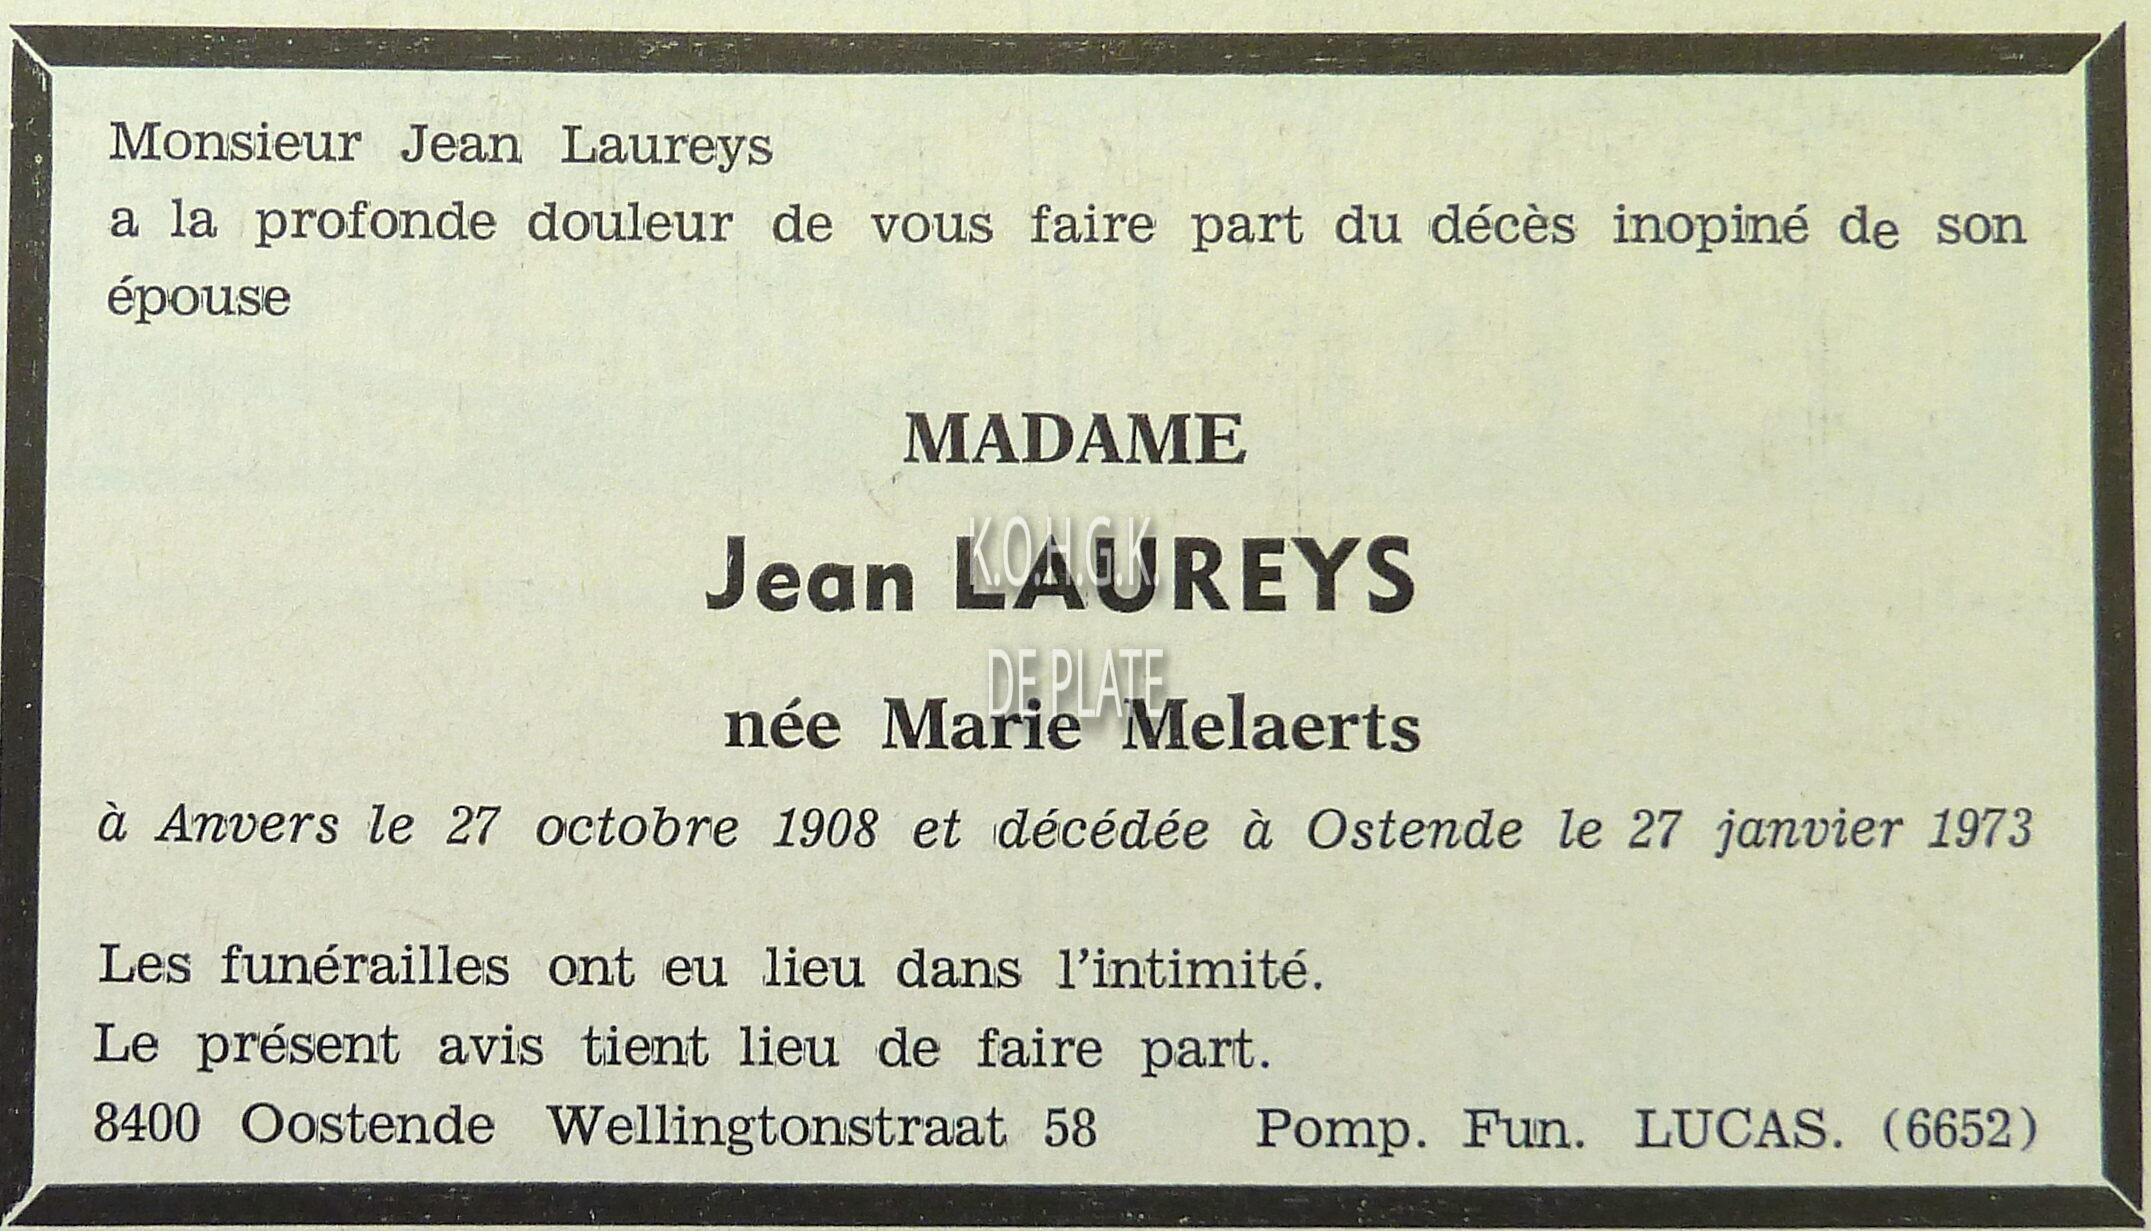 Monsieur Jean Laureys
a la profonde douleur de vous faire part du décès inopiné de son
épouse
MADAME
Jean LAUREYS
K.O.H.G.K.
DE PLATE
née Marie Melaerts
à Anvers le 27 octobre 1908 et décédée à Ostende le 27 janvier 1973
Les funérailles ont eu lieu dans l'intimité.
Le présent avis tient lieu de faire part.
8400 Oostende Wellingtonstraat 58 Pomp. Fun. LUCAS. (6652)